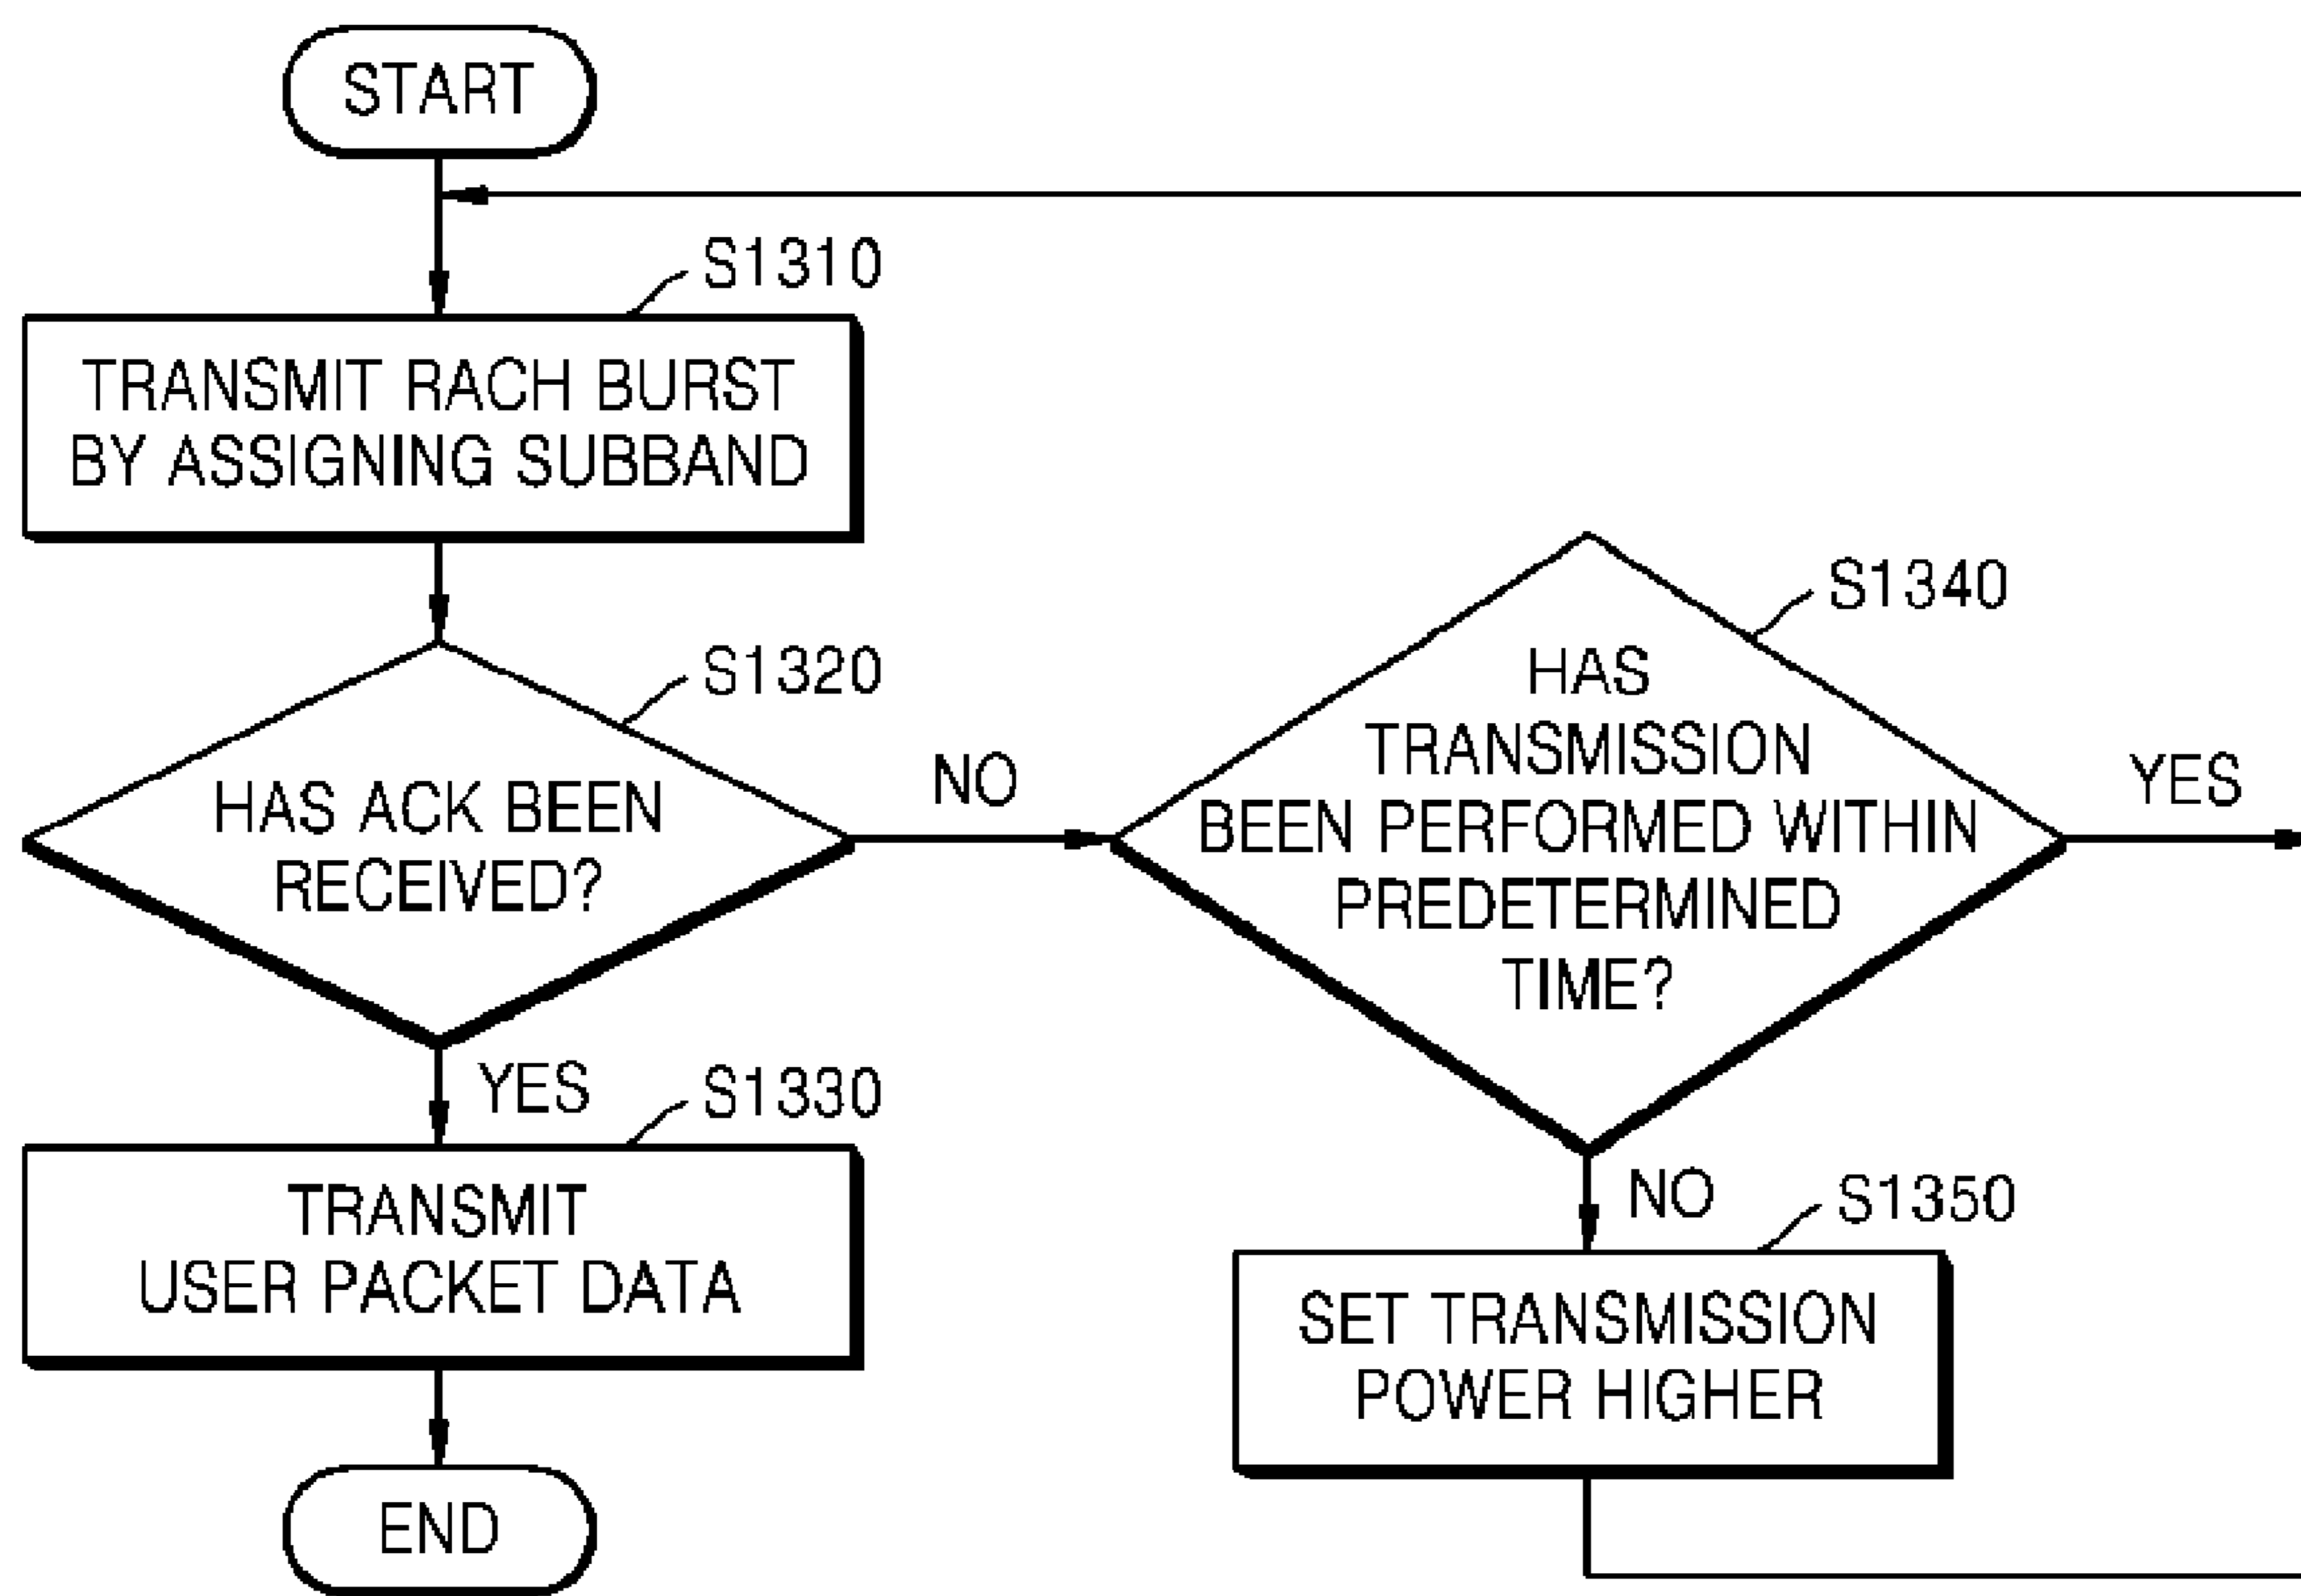 START
S1310
TRANSMIT RACH BURST
BY ASSIGNING SUBBAND
S1320
HAS ACK BEEN
RECEIVED?
NO
YES
S1330
TRANSMIT
USER PACKET DATA
END
S1340
HAS
TRANSMISSION
BEEN PERFORMED WITHIN
PREDETERMINED
TIME?
YES
NO
S1350
SET TRANSMISSION
POWER HIGHER